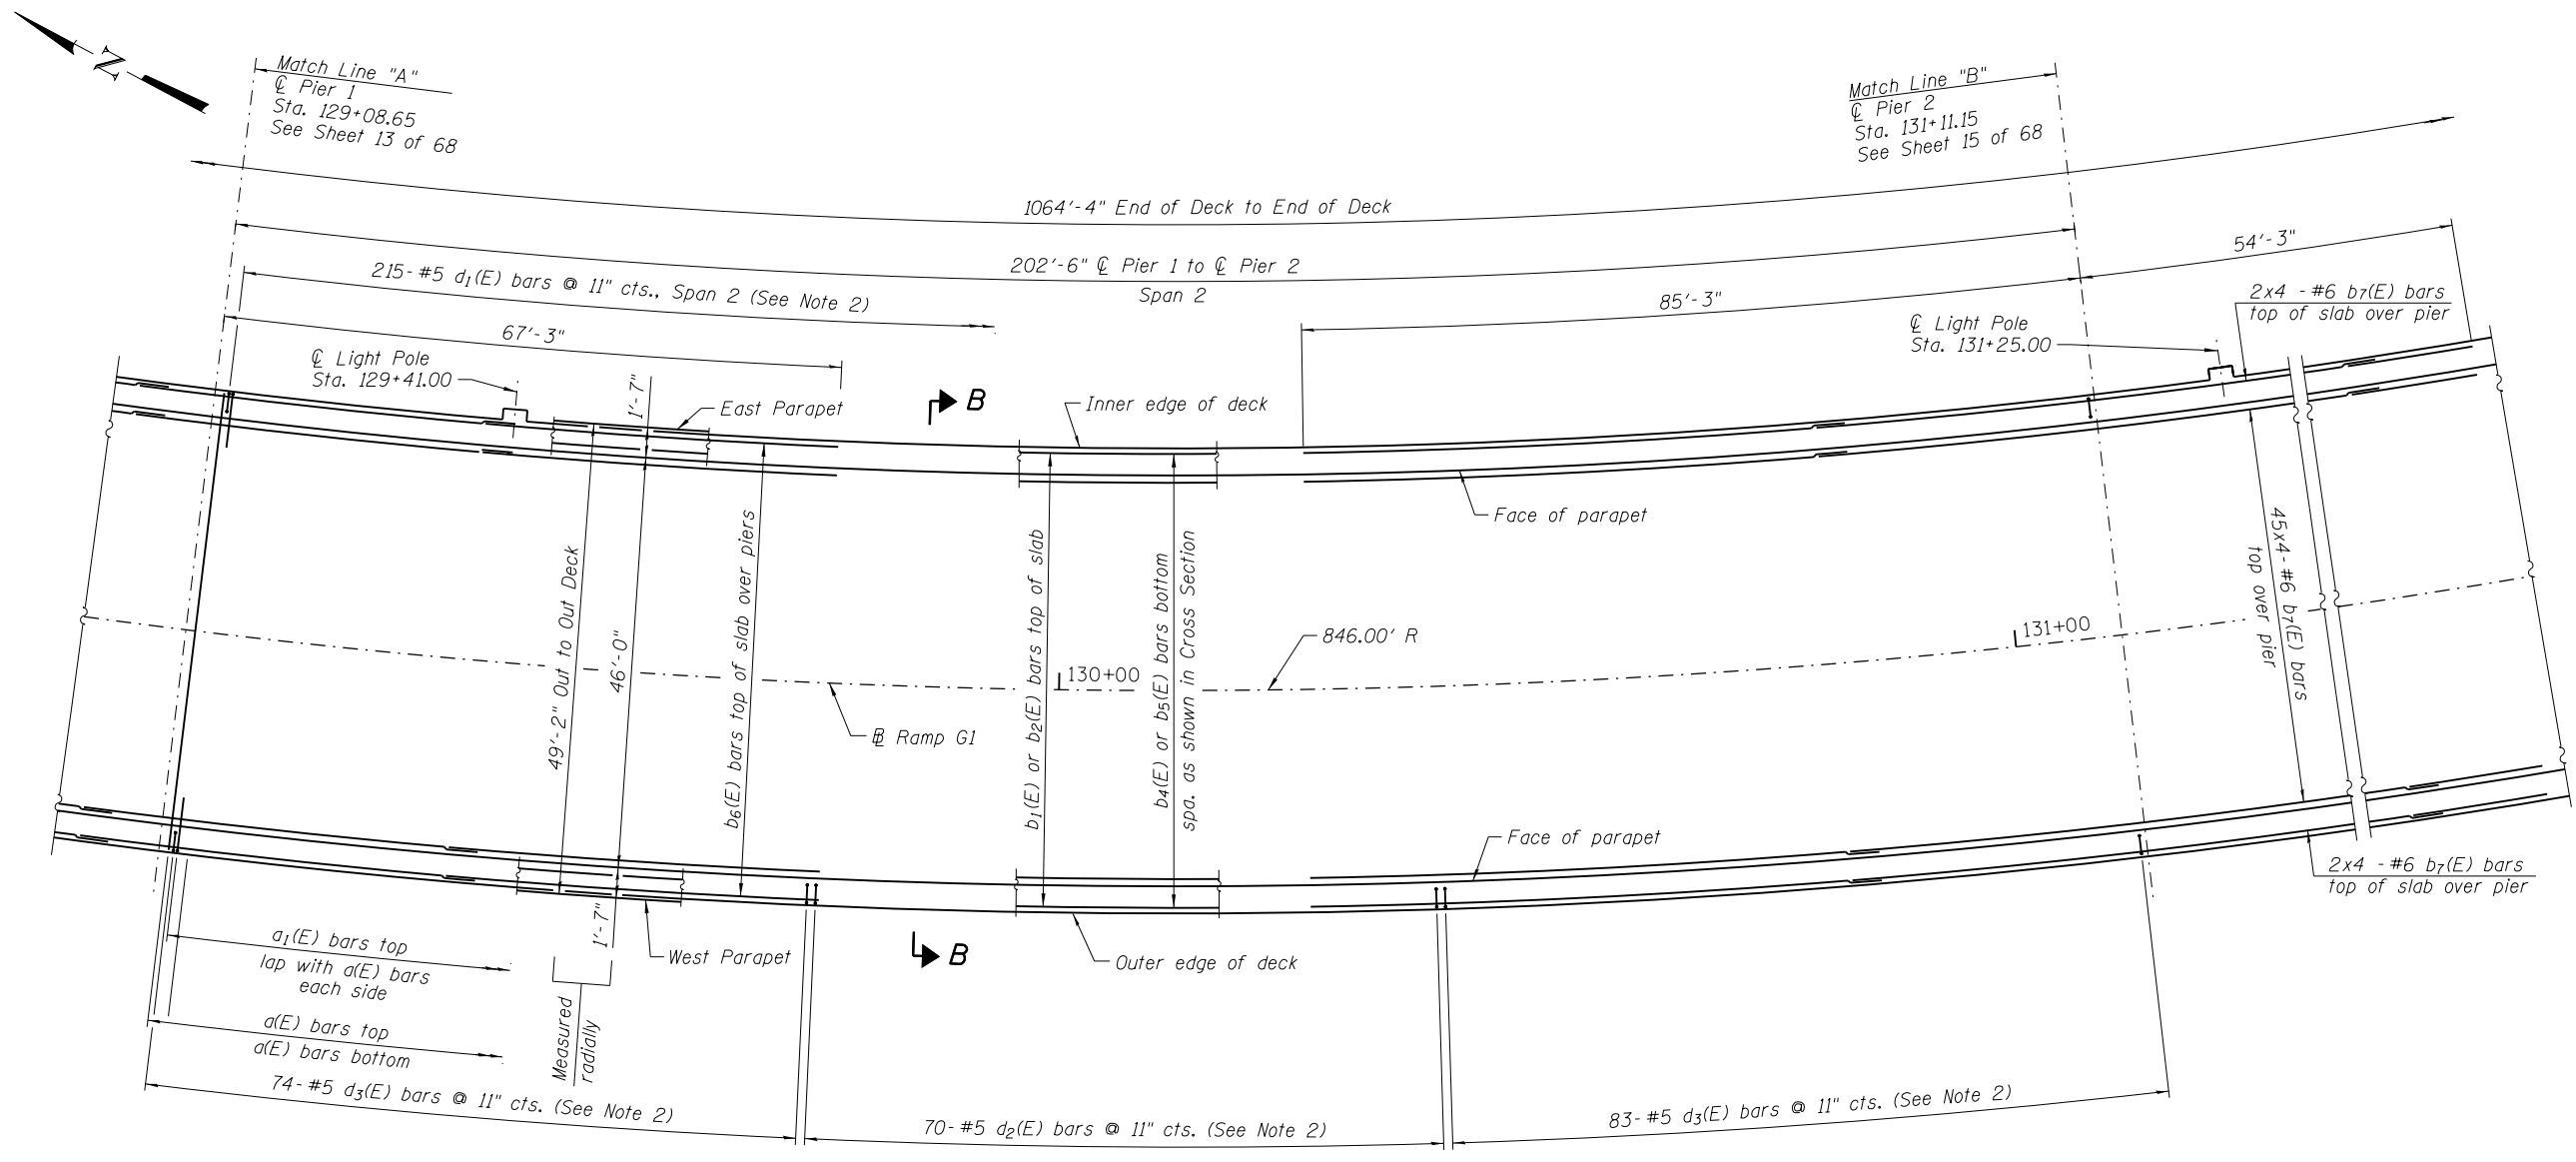 N
Match Line "A"
℄ Pier 1
Sta. 129+08.65
See Sheet 13 of 68
Match Line "B"
℄ Pier 2
Sta. 131+11.15
See Sheet 15 of 68
1064'-4" End of Deck to End of Deck
202'-6" ℄ Pier 1 to ℄ Pier 2
Span 2
54'-3"
215-#5 d₁(E) bars @ 11" cts., Span 2 (See Note 2)
85'-3"
2x4 -#6 b₇(E) bars
top of slab over pier
67'-3"
℄ Light Pole
Sta. 129+41.00
℄ Light Pole
Sta. 131+25.00
1'-7"
East Parapet
B
Inner edge of deck
Face of parapet
49'-2" Out to Out Deck
46'-0"
b₆(E) bars top of slab over piers
b₁(E) or b₂(E) bars top of slab
b₄(E) or b₅(E) bars bottom
spa. as shown in Cross Section
45x4-#6 b₇(E) bars
top over pier
846.00' R
131+00
130+00
B̵L Ramp G1
Face of parapet
2x4 -#6 b₇(E) bars
top of slab over pier
1'-7"
West Parapet
B
Outer edge of deck
a₁(E) bars top
lap with a(E) bars
each side
Measured
radially
a(E) bars top
a(E) bars bottom
74-#5 d₃(E) bars @ 11" cts. (See Note 2)
70-#5 d₂(E) bars @ 11" cts. (See Note 2)
83-#5 d₃(E) bars @ 11" cts. (See Note 2)